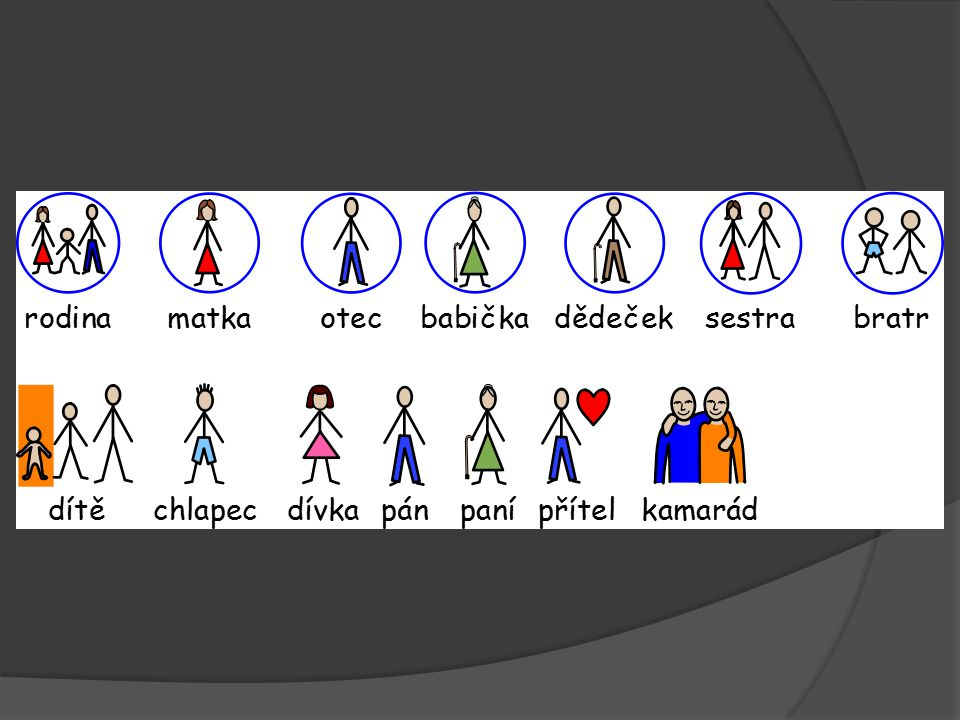 rodina matka otec babička dědeček sestra bratr
dítě chlapec dívka pán paní přítel kamarád